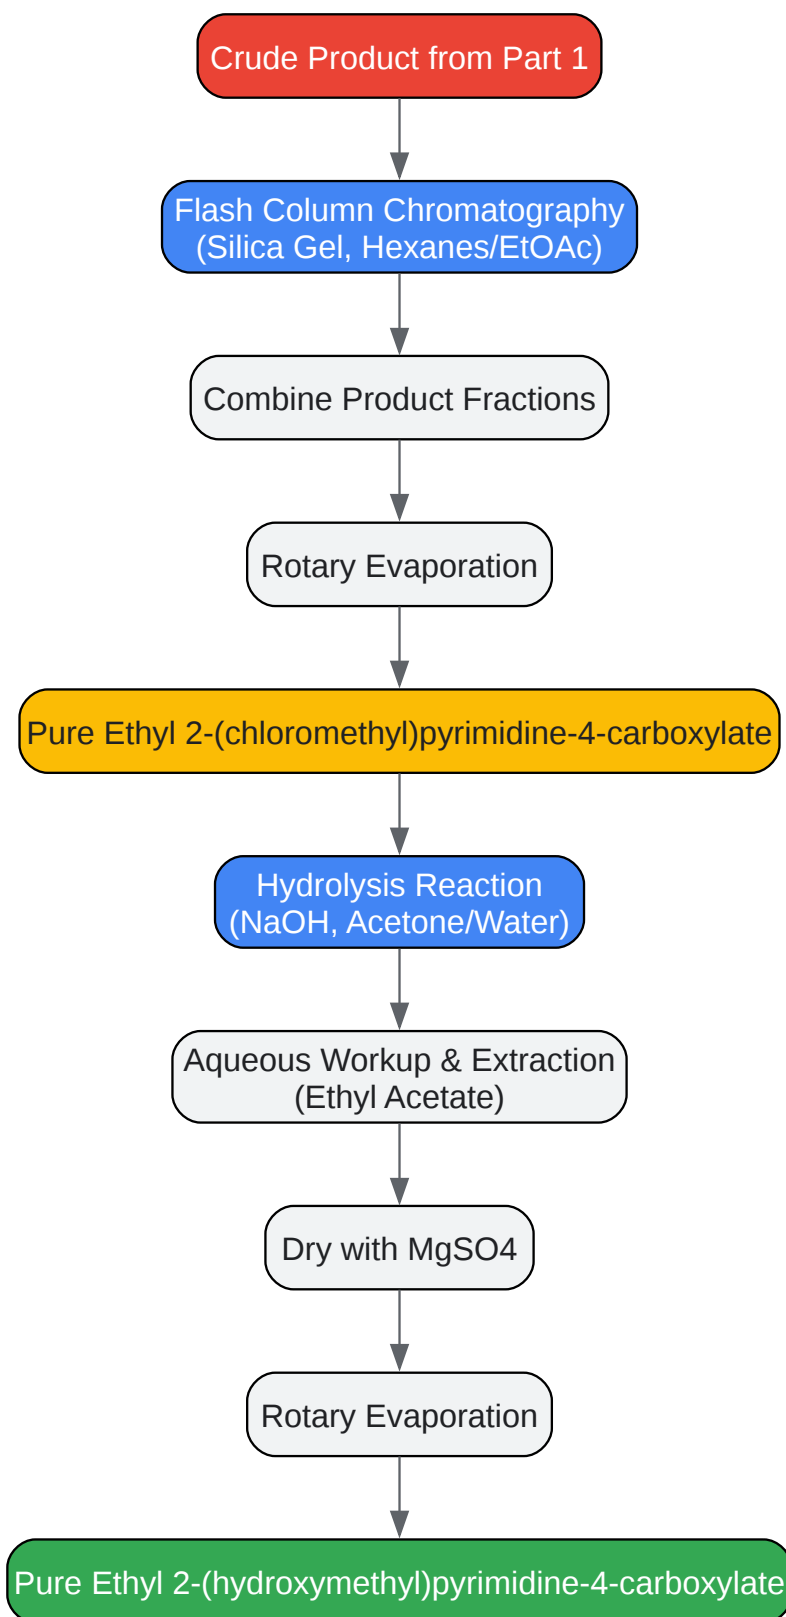 Crude Product from Part 1
Flash Column Chromatography
(Silica Gel, Hexanes/EtOAc)
Combine Product Fractions
Rotary Evaporation
Pure Ethyl 2-(chloromethyl)pyrimidine-4-carboxylate
Hydrolysis Reaction
(NaOH, Acetone/Water)
Aqueous Workup & Extraction
(Ethyl Acetate)
Dry with MgSO4
Rotary Evaporation
Pure Ethyl 2-(hydroxymethyl)pyrimidine-4-carboxylate